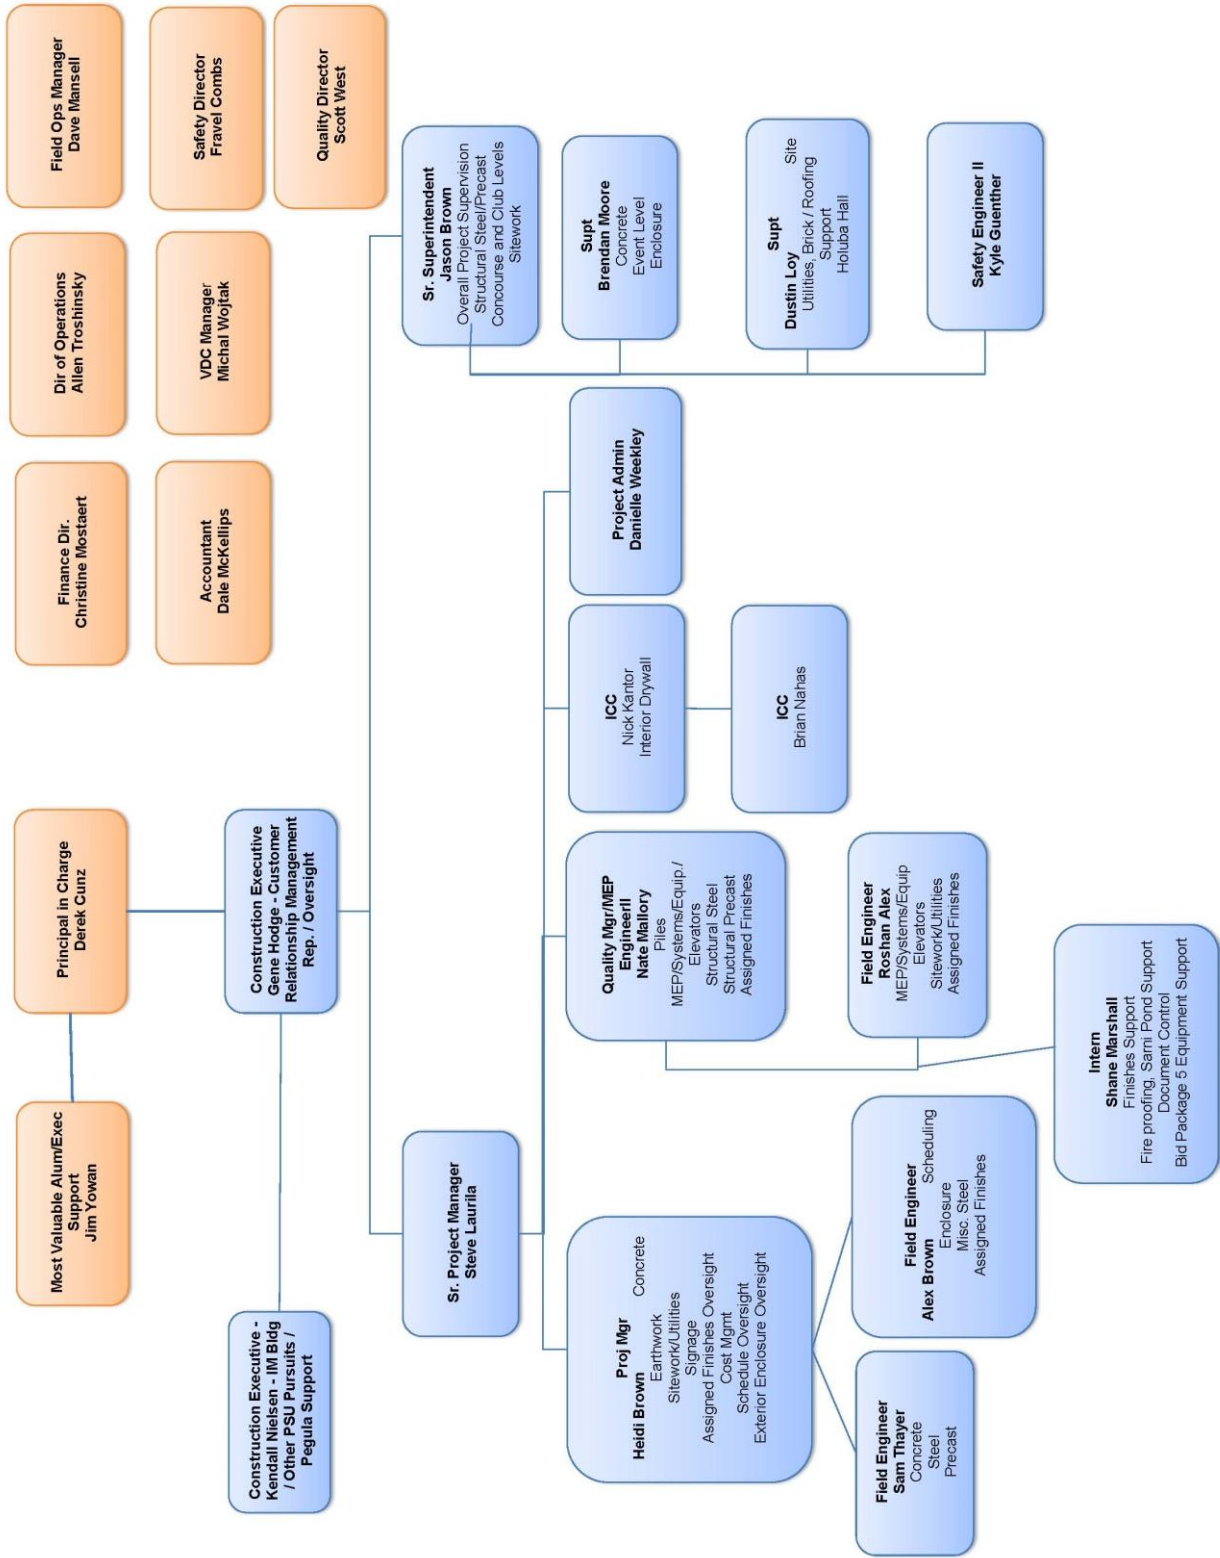 Most Valuable Alum/Exec
Support
Jim Yowan
Principal in Charge
Derek Cunz
Finance Dir.
Christine Mostaert
Dir of Operations
Allen Troshinsky
Field Ops Manager
Dave Mansell
Accountant
Dale McKellips
VDC Manager
Michal Wojtak
Safety Director
Fravel Combs
Quality Director
Scott West
Construction Executive -
Kendall Nielsen - IM Bldg
/ Other PSU Pursuits /
Pegula Support
Construction Executive
Gene Hodge - Customer
Relationship Management
Rep. / Oversight
Sr. Project Manager
Steve Laurila
Sr. Superintendent
Jason Brown
Overall Project Supervision
Structural Steel/Precast
Concourse and Club Levels
Sitework
Proj Mgr
Heidi Brown Concrete
Earthwork
Sitework/Utilities
Signage
Assigned Finishes Oversight
Cost Mgmt
Schedule Oversight
Exterior Enclosure Oversight
Quality Mgr/MEP
EngineerII
Nate Mallory
Piles
MEP/Systems/Equip./
Elevators
Structural Steel
Structural Precast
Assigned Finishes
ICC
Nick Kantor
Interior Drywall
Project Admin
Danielle Weekley
Supt
Brendan Moore
Concrete
Event Level
Enclosure
ICC
Brian Nahas
Supt
Dustin Loy Site
Utilities, Brick / Roofing
Support
Holuba Hall
Field Engineer
Sam Thayer
Concrete
Steel
Precast
Field Engineer
Alex Brown Scheduling
Enclosure
Misc. Steel
Assigned Finishes
Field Engineer
Roshan Alex
MEP/Systems/Equip
Elevators
Sitework/Utilities
Assigned Finishes
Safety Engineer II
Kyle Guenther
Intern
Shane Marshall
Finishes Support
Fire proofing, Sarni Pond Support
Document Control
Bid Package 5 Equipment Support